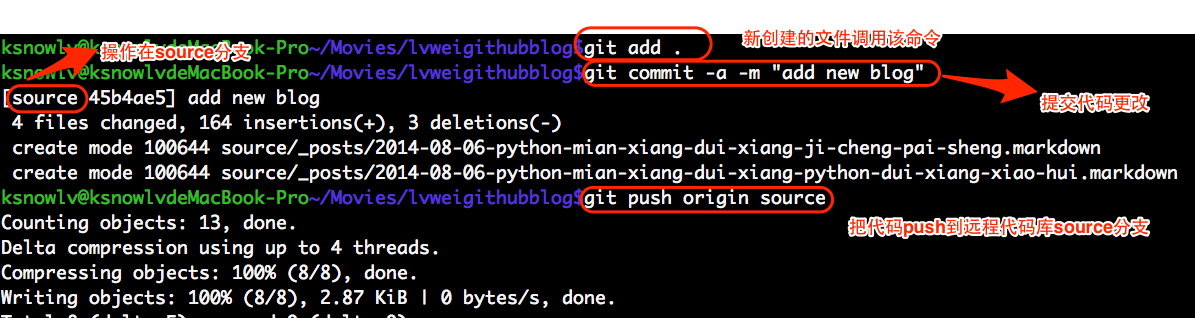 ksnowlv@ksnowlvdeMacBook-Pro~/Movies/lvweigithubblog$git add .
新创建的文件调用该命令
操作在source分支
ksnowlv@ksnowlvdeMacBook-Pro~/Movies/lvweigithubblog$git commit -a -m "add new blog"
提交代码更改
[source 45b4ae5] add new blog
4 files changed, 164 insertions(+), 3 deletions(-)
create mode 100644 source/_posts/2014-08-06-python-mian-xiang-dui-xiang-ji-cheng-pai-sheng.markdown
create mode 100644 source/_posts/2014-08-06-python-mian-xiang-dui-xiang-python-dui-xiang-xiao-hui.markdown
ksnowlv@ksnowlvdeMacBook-Pro~/Movies/lvweigithubblog$git push origin source
把代码push到远程代码库source分支
Counting objects: 13, done.
Delta compression using up to 4 threads.
Compressing objects: 100% (8/8), done.
Writing objects: 100% (8/8), 2.87 KiB | 0 bytes/s, done.